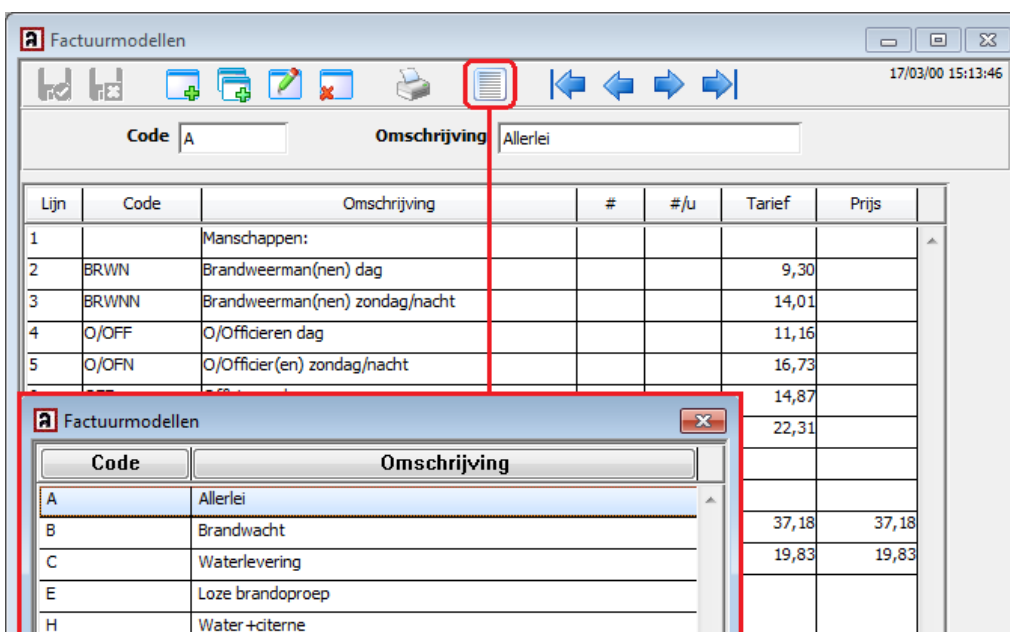 Factuurmodellen
17/03/00 15:13:46
Code A Omschrijving Allerlei
Lijn Code Omschrijving # #/u Tarief Prijs
1 Manschappen:
2 BRWN Brandweerman(nen) dag 9,30
3 BRWNN Brandweerman(nen) zondag/nacht 14,01
4 O/OFF O/Officieren dag 11,16
5 O/OFN O/Officier(en) zondag/nacht 16,73
14,87
22,31
37,18 37,18
19,83 19,83
Factuurmodellen
Code Omschrijving
A Allerlei
B Brandwacht
C Waterlevering
E Loze brandoproep
H Water+citerne